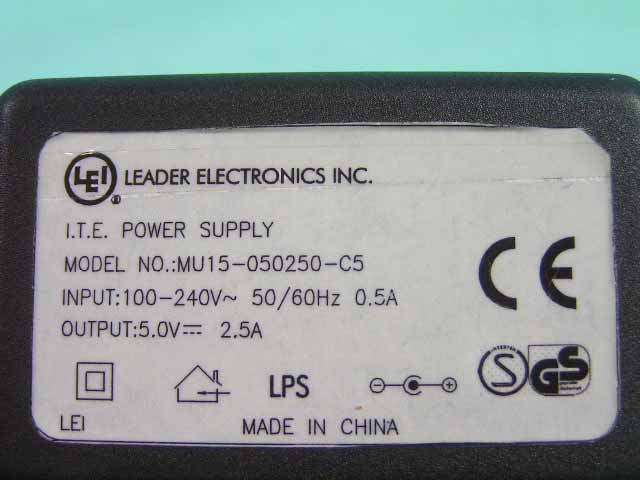 LEI LEADER ELECTRONICS INC.
I.T.E. POWER SUPPLY
MODEL NO.:MU15-050250-C5
INPUT:100-240V~ 50/60Hz 0.5A
OUTPUT:5.0V⎓ 2.5A
CE
LPS
S GS
LEI
MADE IN CHINA